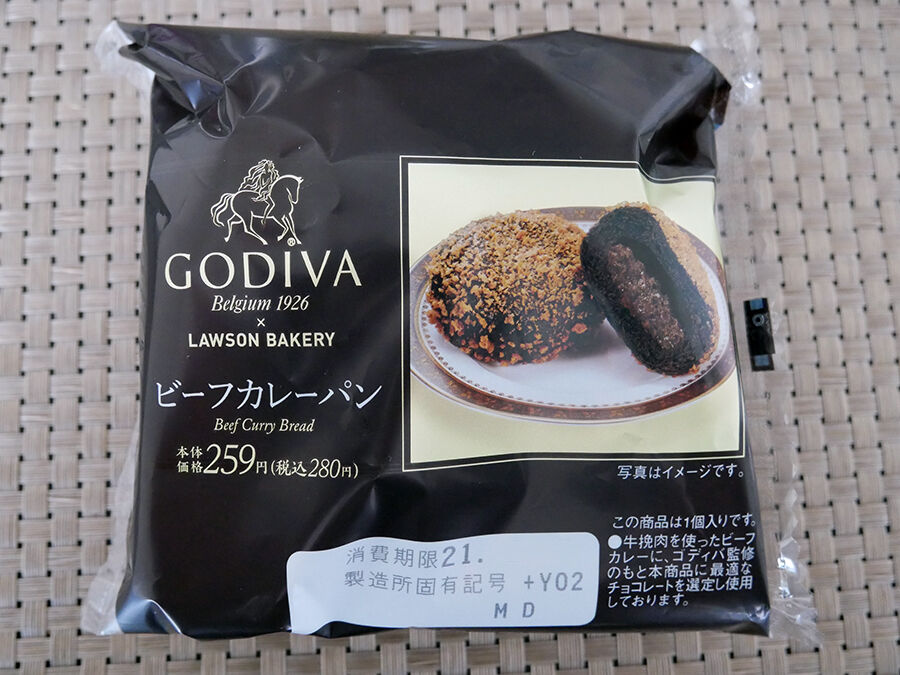 GODIVA
Belgium 1926
×
LAWSON BAKERY
ビーフカレーパン
Beef Curry Bread
本体
価格259円(税込280円)
写真はイメージです。
この商品は1個入りです。
●牛挽肉を使ったビーフ
カレーに、ゴディバ監修
のもと本商品に最適な
チョコレートを選定し使用
しております。
消費期限21.
製造所固有記号 +Y02
M D